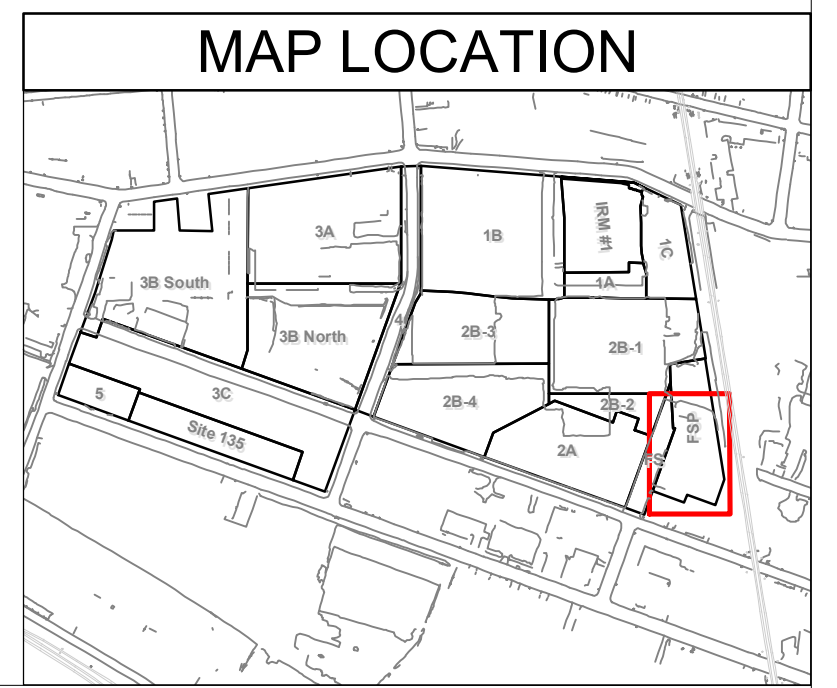 MAP LOCATION
3A
1B
IRM #1
1C
3B South
1A
3B North
4
2B-3
2B-1
5
3C
2B-4
2B-2
Site 135
2A
FS
FSP